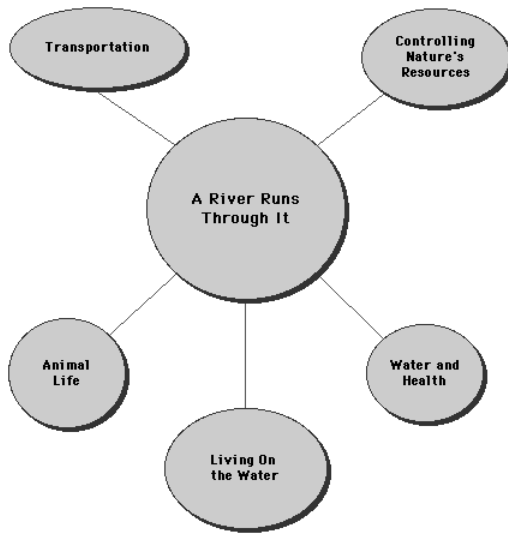 Transportation
Controlling
Nature's
Resources
A River Runs
Through It
Animal
Life
Water and
Health
Living On
the Water